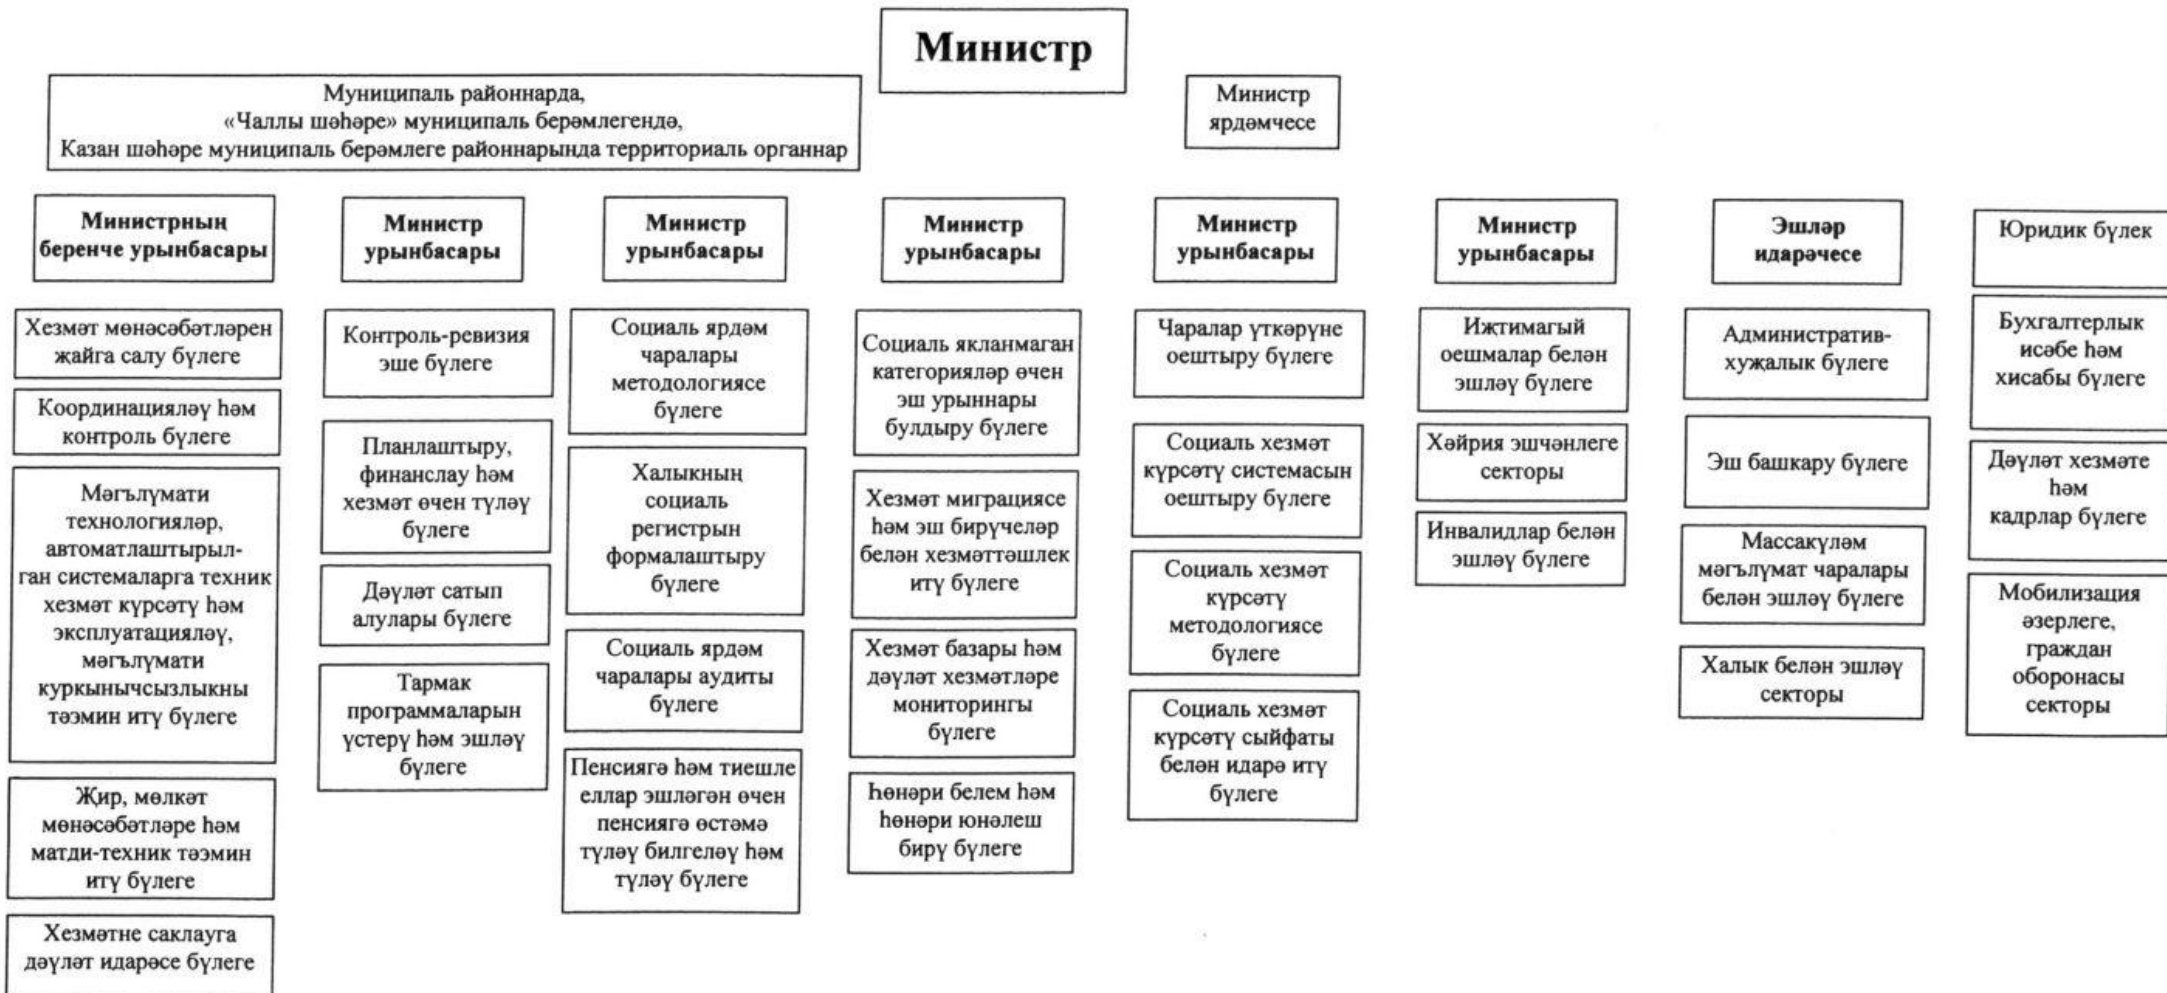 Министр
Муниципаль районнарда,
«Чаллы шәһәре» муниципаль берәмлегендә,
Казан шәһәре муниципаль берәмлеге районнарында территориаль органнар
Министр
ярдәмчесе
Министрның
беренче урынбасары
Хезмәт мөнәсәбәтләрен
җайга салу бүлеге
Координацияләү һәм
контроль бүлеге
Мәгълүмати
технологияләр,
автоматлаштырыл-
ган системаларга техник
хезмәт күрсәтү һәм
эксплуатацияләү,
мәгълүмати
куркынычсызлыкны
тәэмин итү бүлеге
Җир, мөлкәт
мөнәсәбәтләре һәм
матди-техник тәэмин
итү бүлеге
Хезмәтне саклауга
дәүләт идарәсе бүлеге
Министр
урынбасары
Контроль-ревизия
эше бүлеге
Планлаштыру,
финанслау һәм
хезмәт өчен түләү
бүлеге
Дәүләт сатып
алулары бүлеге
Тармак
программаларын
үстерү һәм эшләү
бүлеге
Министр
урынбасары
Социаль ярдәм
чаралары
методологиясе
бүлеге
Халыкның
социаль
регистрын
формалаштыру
бүлеге
Социаль ярдәм
чаралары аудиты
бүлеге
Пенсиягә һәм тиешле
еллар эшләгән өчен
пенсиягә өстәмә
түләү билгеләү һәм
түләү бүлеге
Министр
урынбасары
Социаль якланмаган
категорияләр өчен
эш урыннары
булдыру бүлеге
Хезмәт миграциясе
һәм эш бирүчеләр
белән хезмәттәшлек
итү бүлеге
Хезмәт базары һәм
дәүләт хезмәтләре
мониторингы
бүлеге
Һөнәри белем һәм
һөнәри юнәлеш
бирү бүлеге
Министр
урынбасары
Чаралар үткәрүне
оештыру бүлеге
Социаль хезмәт
күрсәтү системасын
оештыру бүлеге
Социаль хезмәт
күрсәтү
методологиясе
бүлеге
Социаль хезмәт
күрсәтү сыйфаты
белән идарә итү
бүлеге
Министр
урынбасары
Иҗтимагый
оешмалар белән
эшләү бүлеге
Хәйрия эшчәнлеге
секторы
Инвалидлар белән
эшләү бүлеге
Эшләр
идарәчесе
Административ-
хуҗалык бүлеге
Эш башкару бүлеге
Массакүләм
мәгълүмат чаралары
белән эшләү бүлеге
Халык белән эшләү
секторы
Юридик бүлек
Бухгалтерлык
исәбе һәм
хисабы бүлеге
Дәүләт хезмәте
һәм
кадрлар бүлеге
Мобилизация
әзерлеге,
граждан
оборонасы
секторы